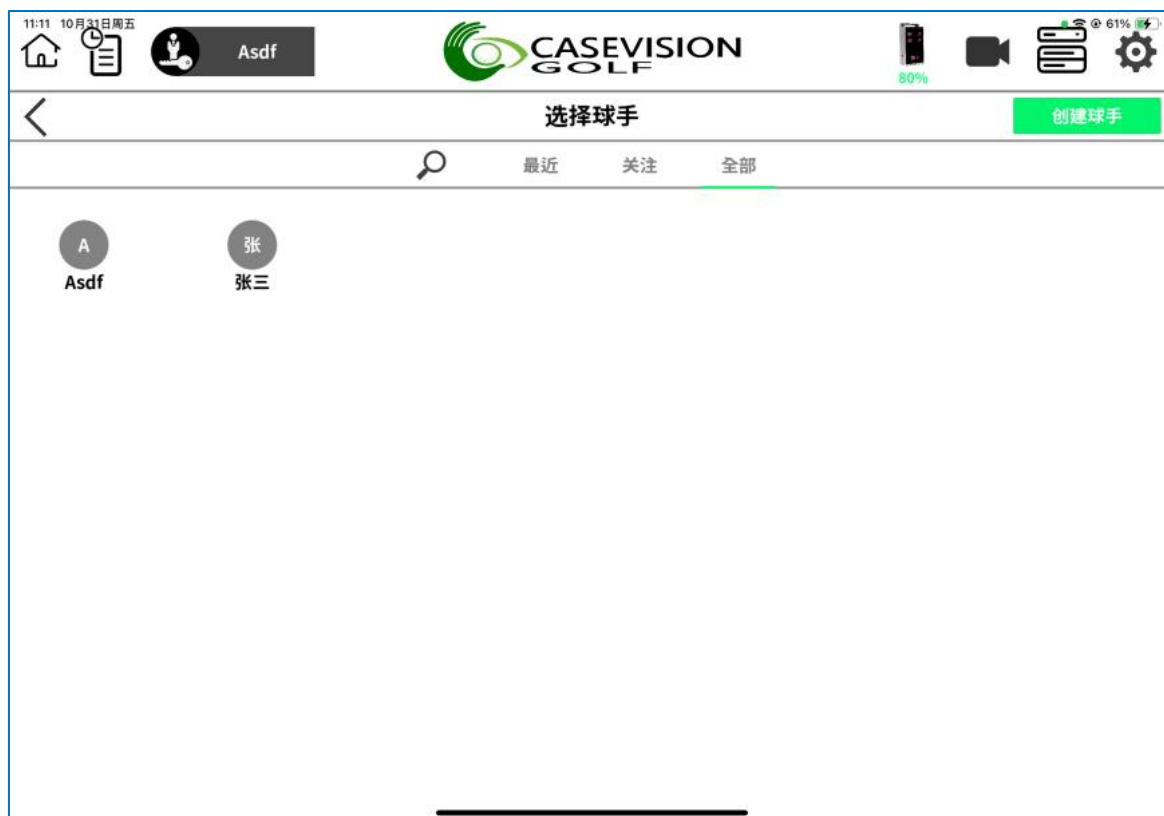 11:11 10月31日周五
61%
Asdf
CASEVISION
GOLF
80%
选择球手
创建球手
最近 关注 全部
A 张
Asdf 张三